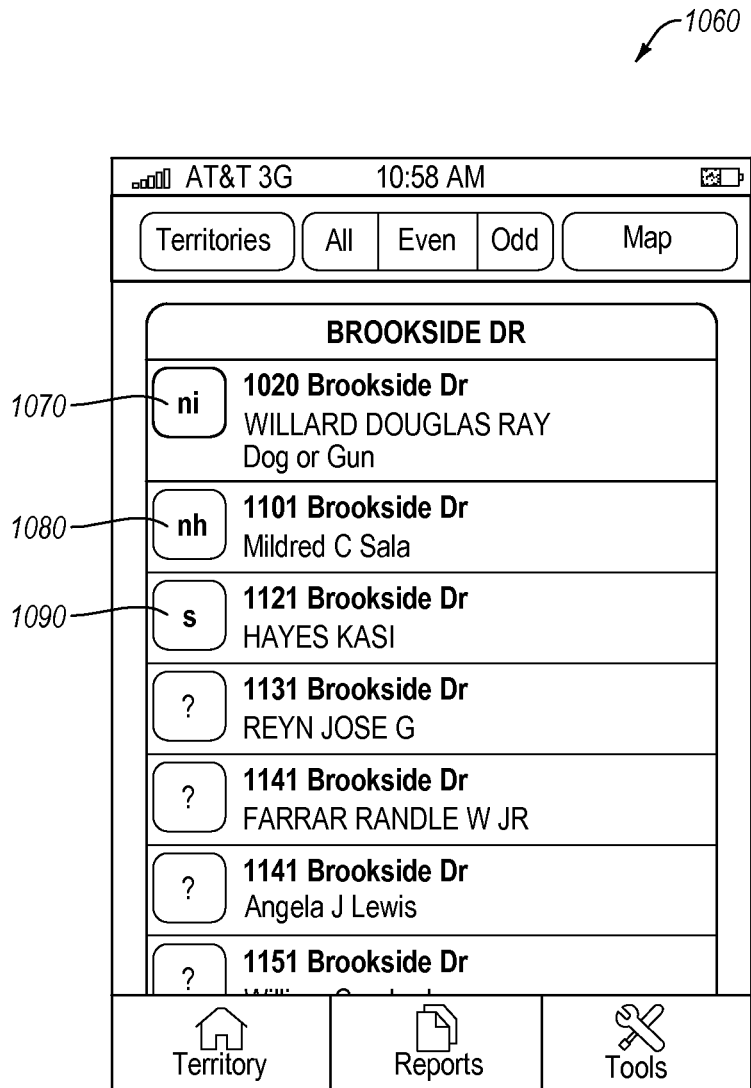 1060
AT&T 3G 10:58 AM
Territories All Even Odd Map
BROOKSIDE DR
1070
ni
1020 Brookside Dr
WILLARD DOUGLAS RAY
Dog or Gun
1080
nh
1101 Brookside Dr
Mildred C Sala
1090
s
1121 Brookside Dr
HAYES KASI
?
1131 Brookside Dr
REYN JOSE G
?
1141 Brookside Dr
FARRAR RANDLE W JR
?
1141 Brookside Dr
Angela J Lewis
?
1151 Brookside Dr
Territory Reports Tools